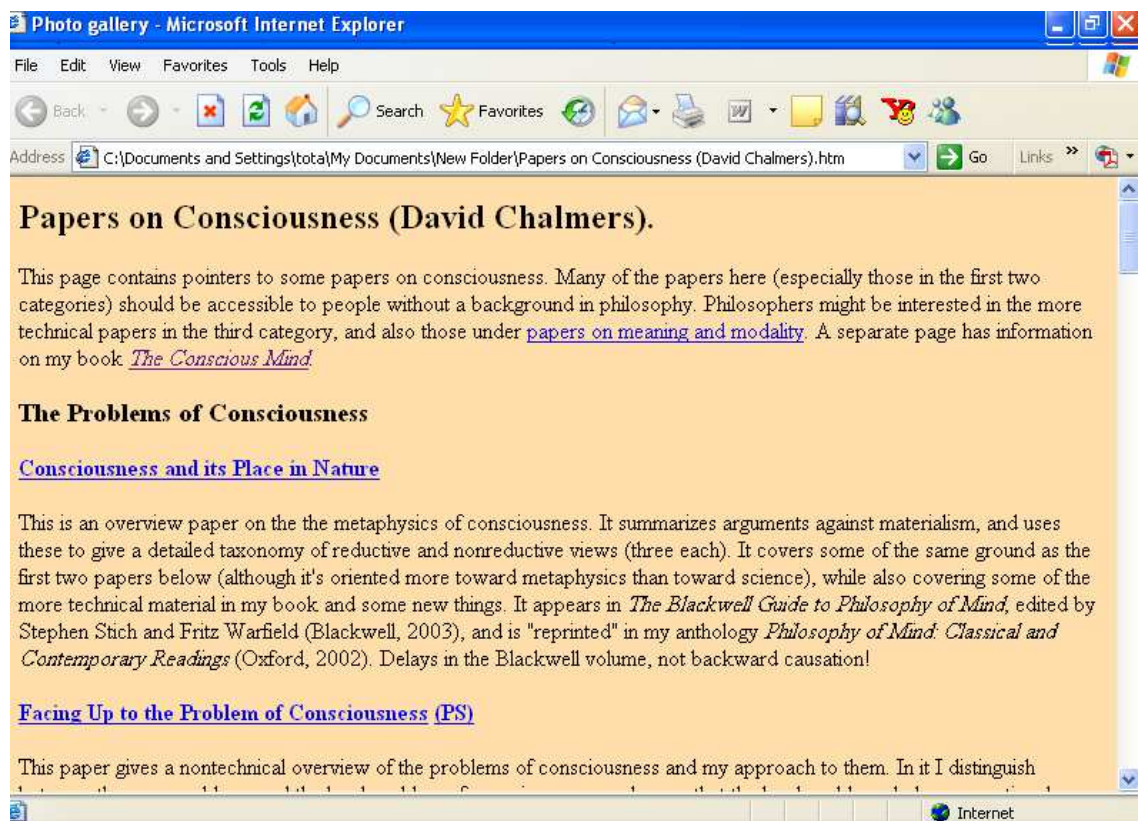 Photo gallery - Microsoft Internet Explorer
File Edit View Favorites Tools Help
Back Search Favorites
Address C:\Documents and Settings\tota\My Documents\New Folder\Papers on Consciousness (David Chalmers).htm Go Links »
Papers on Consciousness (David Chalmers).
This page contains pointers to some papers on consciousness. Many of the papers here (especially those in the first two
categories) should be accessible to people without a background in philosophy. Philosophers might be interested in the more
technical papers in the third category, and also those under papers on meaning and modality. A separate page has information
on my book The Conscious Mind.
The Problems of Consciousness
Consciousness and its Place in Nature
This is an overview paper on the the metaphysics of consciousness. It summarizes arguments against materialism, and uses
these to give a detailed taxonomy of reductive and nonreductive views (three each). It covers some of the same ground as the
first two papers below (although it's oriented more toward metaphysics than toward science), while also covering some of the
more technical material in my book and some new things. It appears in The Blackwell Guide to Philosophy of Mind, edited by
Stephen Stich and Fritz Warfield (Blackwell, 2003), and is "reprinted" in my anthology Philosophy of Mind: Classical and
Contemporary Readings (Oxford, 2002). Delays in the Blackwell volume, not backward causation!
Facing Up to the Problem of Consciousness (PS)
This paper gives a nontechnical overview of the problems of consciousness and my approach to them. In it I distinguish
Internet